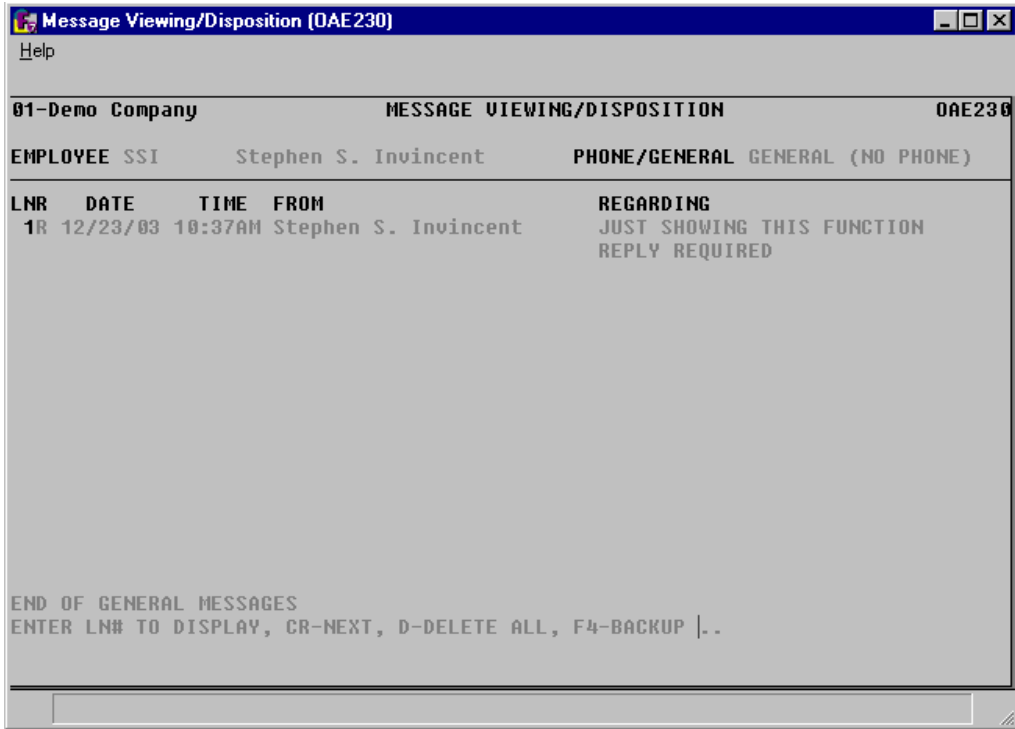 Message Viewing/Disposition (OAE230)
Help
01-Demo Company MESSAGE VIEWING/DISPOSITION OAE230
EMPLOYEE SSI Stephen S. Invincent PHONE/GENERAL GENERAL (NO PHONE)
LNR DATE TIME FROM REGARDING
1R 12/23/03 10:37AM Stephen S. Invincent JUST SHOWING THIS FUNCTION
REPLY REQUIRED
END OF GENERAL MESSAGES
ENTER LN# TO DISPLAY, CR-NEXT, D-DELETE ALL, F4-BACKUP ..